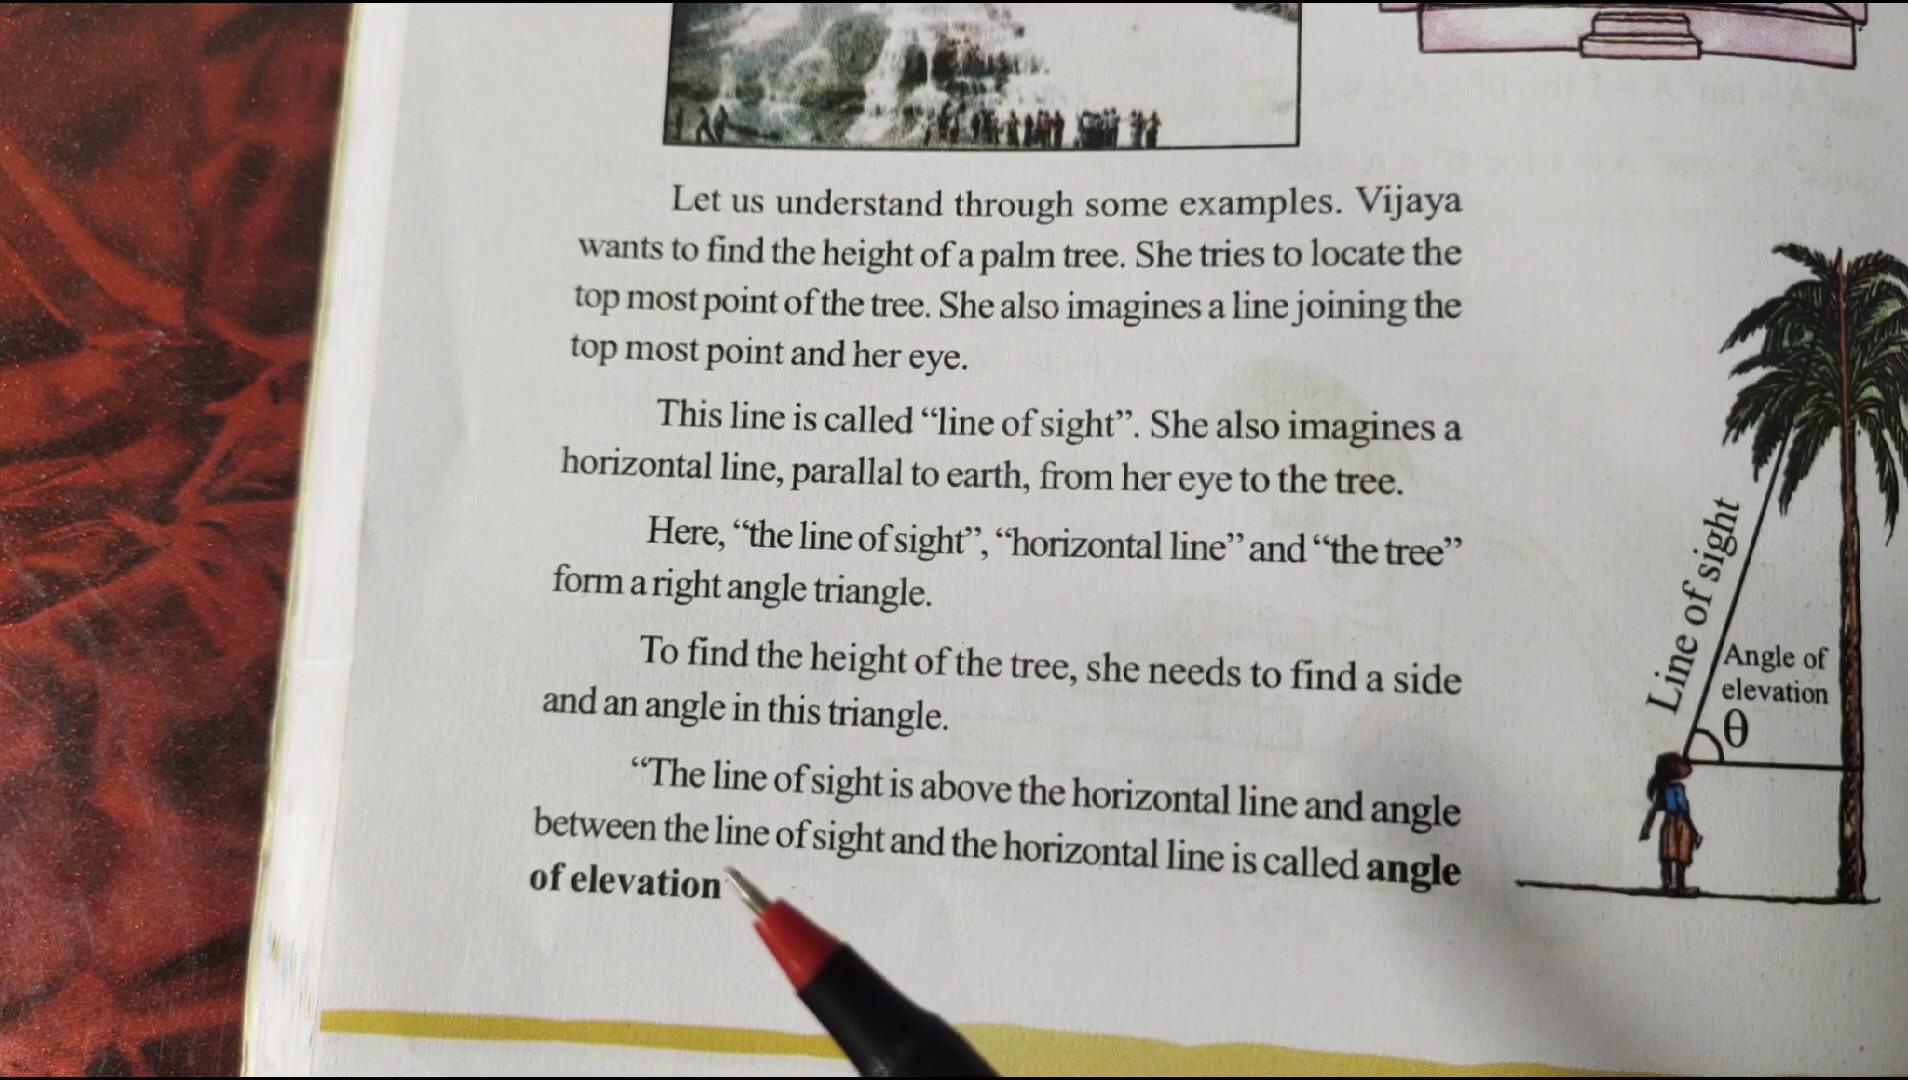 Let us understand through some examples. Vijaya
wants to find the height of a palm tree. She tries to locate the
top most point of the tree. She also imagines a line joining the
top most point and her eye.
This line is called “line of sight”. She also imagines a
horizontal line, parallal to earth, from her eye to the tree.
Here, “the line of sight”, “horizontal line” and “the tree”
form a right angle triangle.
To find the height of the tree, she needs to find a side
and an angle in this triangle.
“The line of sight is above the horizontal line and angle
between the line of sight and the horizontal line is called angle
of elevation
Line of sight
Angle of
elevation
θ